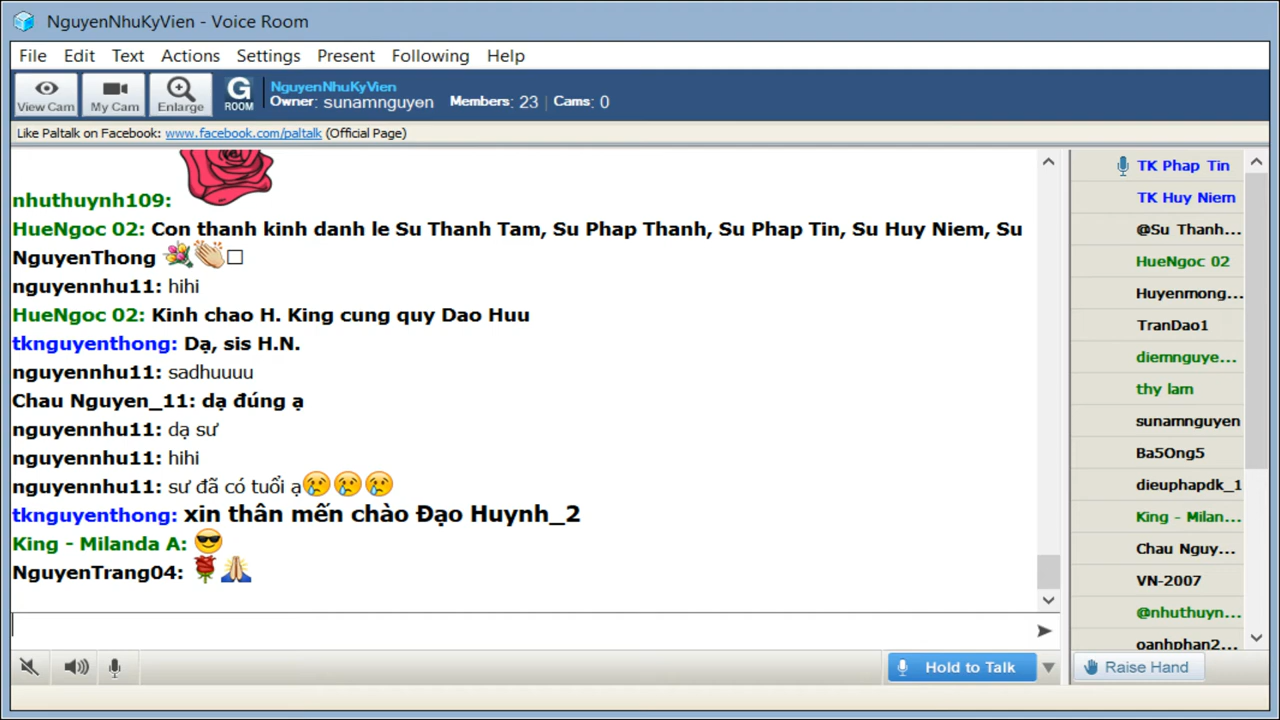 NguyenNhuKyVien - Voice Room
File Edit Text Actions Settings Present Following Help
View Cam My Cam Enlarge G ROOM
NguyenNhuKyVien
Owner: sunamnguyen Members: 23 Cams: 0
Like Paltalk on Facebook: www.facebook.com/paltalk (Official Page)
nhuthuynh109:
HueNgoc 02: Con thanh kinh danh le Su Thanh Tam, Su Phap Thanh, Su Phap Tin, Su Huy Niem, Su
NguyenThong 💐👏□
nguyennhu11: hihi
HueNgoc 02: Kinh chao H. King cung quy Dao Huu
tknguyenthong: Dạ, sis H.N.
nguyennhu11: sadhuuuu
Chau Nguyen_11: dạ đúng ạ
nguyennhu11: dạ sư
nguyennhu11: hihi
nguyennhu11: sư đã có tuổi ạ😢😢😢
tknguyenthong: xin thân mến chào Đạo Huynh_2
King - Milanda A: 😎
NguyenTrang04: 🌹🙏
TK Phap Tin
TK Huy Niem
@Su Thanh...
HueNgoc 02
Huyenmong...
TranDao1
diemnguye...
thy lam
sunamnguyen
Ba5Ong5
dieuphapdk_1
King - Milan...
Chau Nguy...
VN-2007
@nhuthuyn...
oanhphan2...
Hold to Talk
Raise Hand